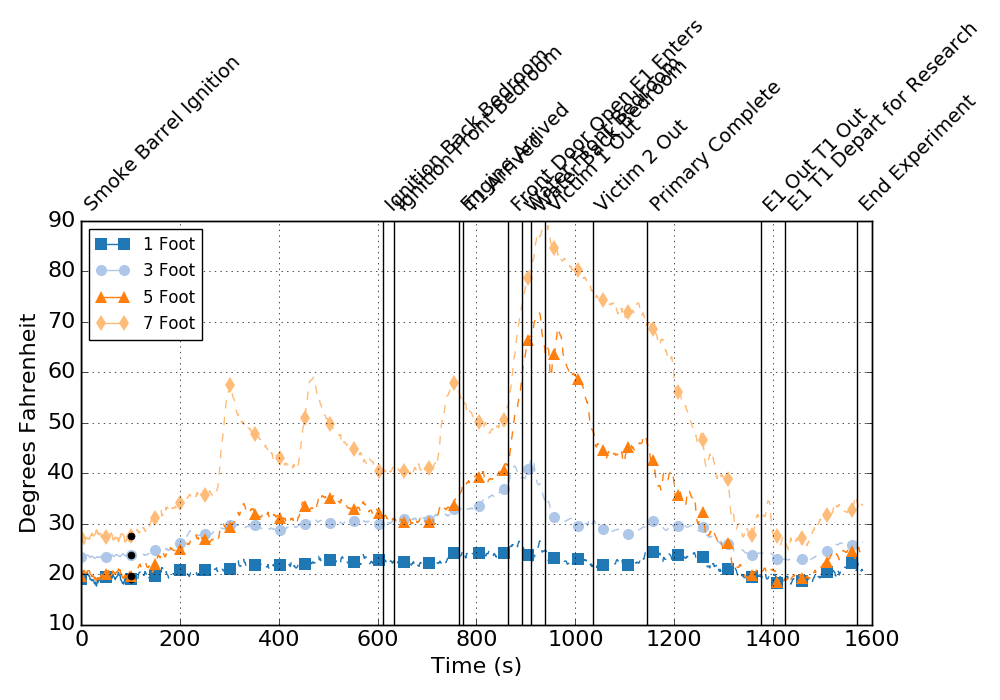 Smoke Barrel Ignition
Ignition Back Bedroom
Ignition Front Bedroom
Engine Arrived
T1 Arrived
Front Door Open E1 Enters
Water Back Bedroom
Victim 1 Out
Victim 2 Out
Primary Complete
E1 Out T1 Out
E1 T1 Depart for Research
End Experiment
1 Foot
3 Foot
5 Foot
7 Foot
90
80
70
60
50
40
30
20
10
Degrees Fahrenheit
0 200 400 600 800 1000 1200 1400 1600
Time (s)